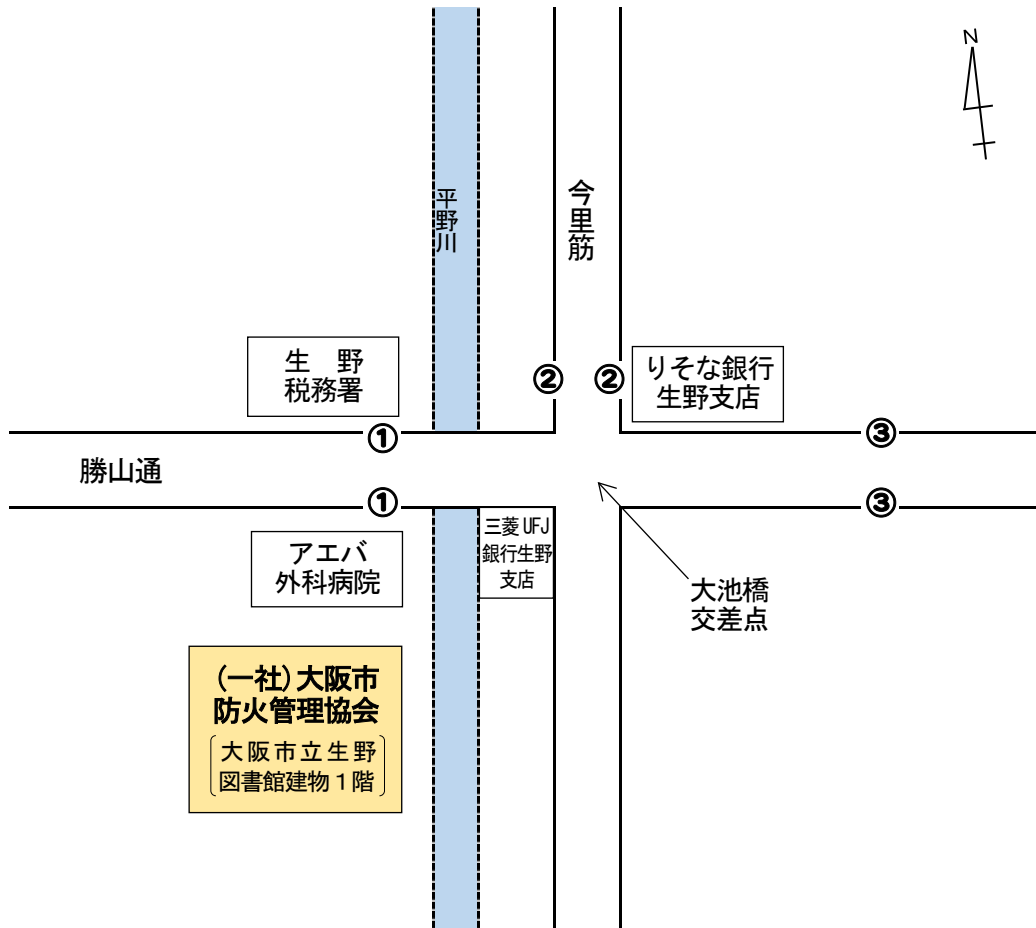 N
平野川
今里筋
生 野
税務署
②
②
りそな銀行
生野支店
①
③
勝山通
①
③
アエバ
外科病院
三菱UFJ
銀行生野
支店
大池橋
交差点
(一社)大阪市
防火管理協会
大阪市立生野
図書館建物1階